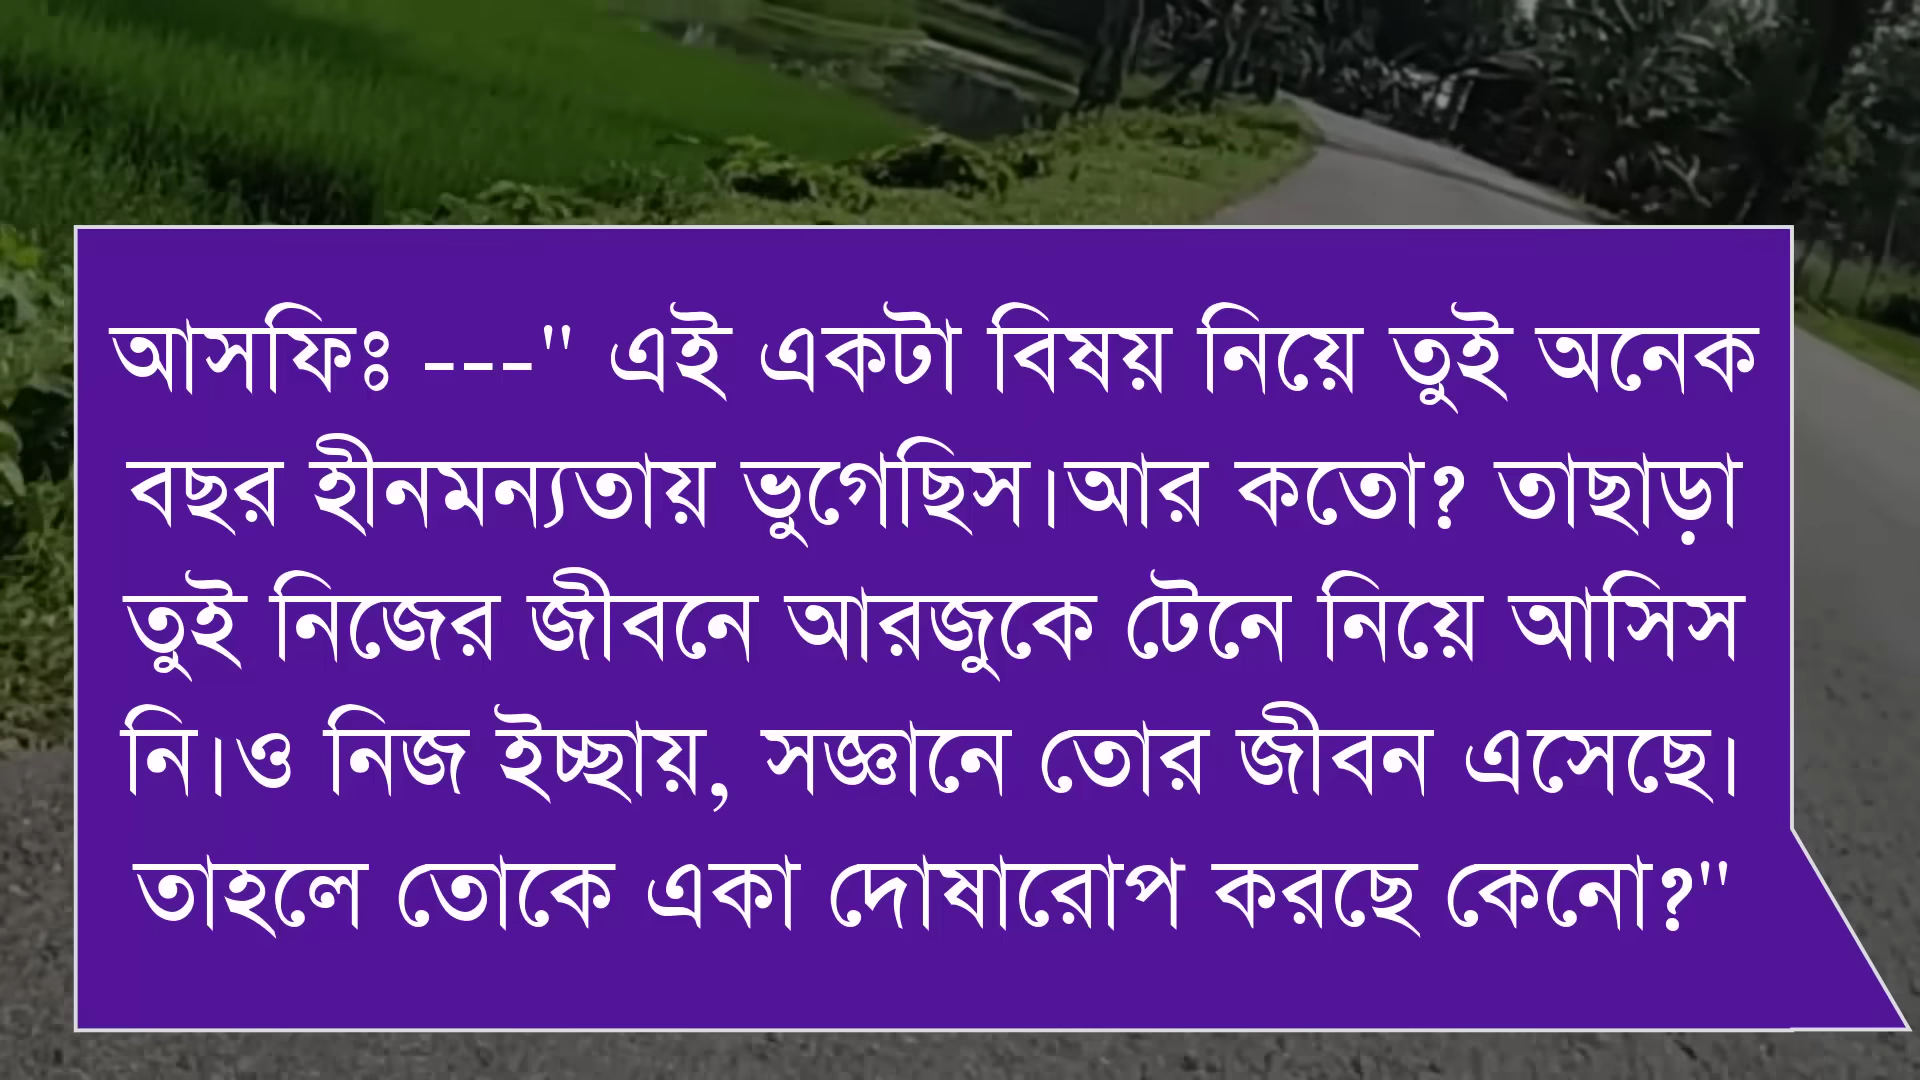 আসফিঃ ---" এই একটা বিষয় নিয়ে তুই অনেক
বছর হীনমন্যতায় ভুগেছিস।আর কতো? তাছাড়া
তুই নিজের জীবনে আরজুকে টেনে নিয়ে আসিস
নি।ও নিজ ইচ্ছায়, সজ্ঞানে তোর জীবন এসেছে।
তাহলে তোকে একা দোষারোপ করছে কেনো?"